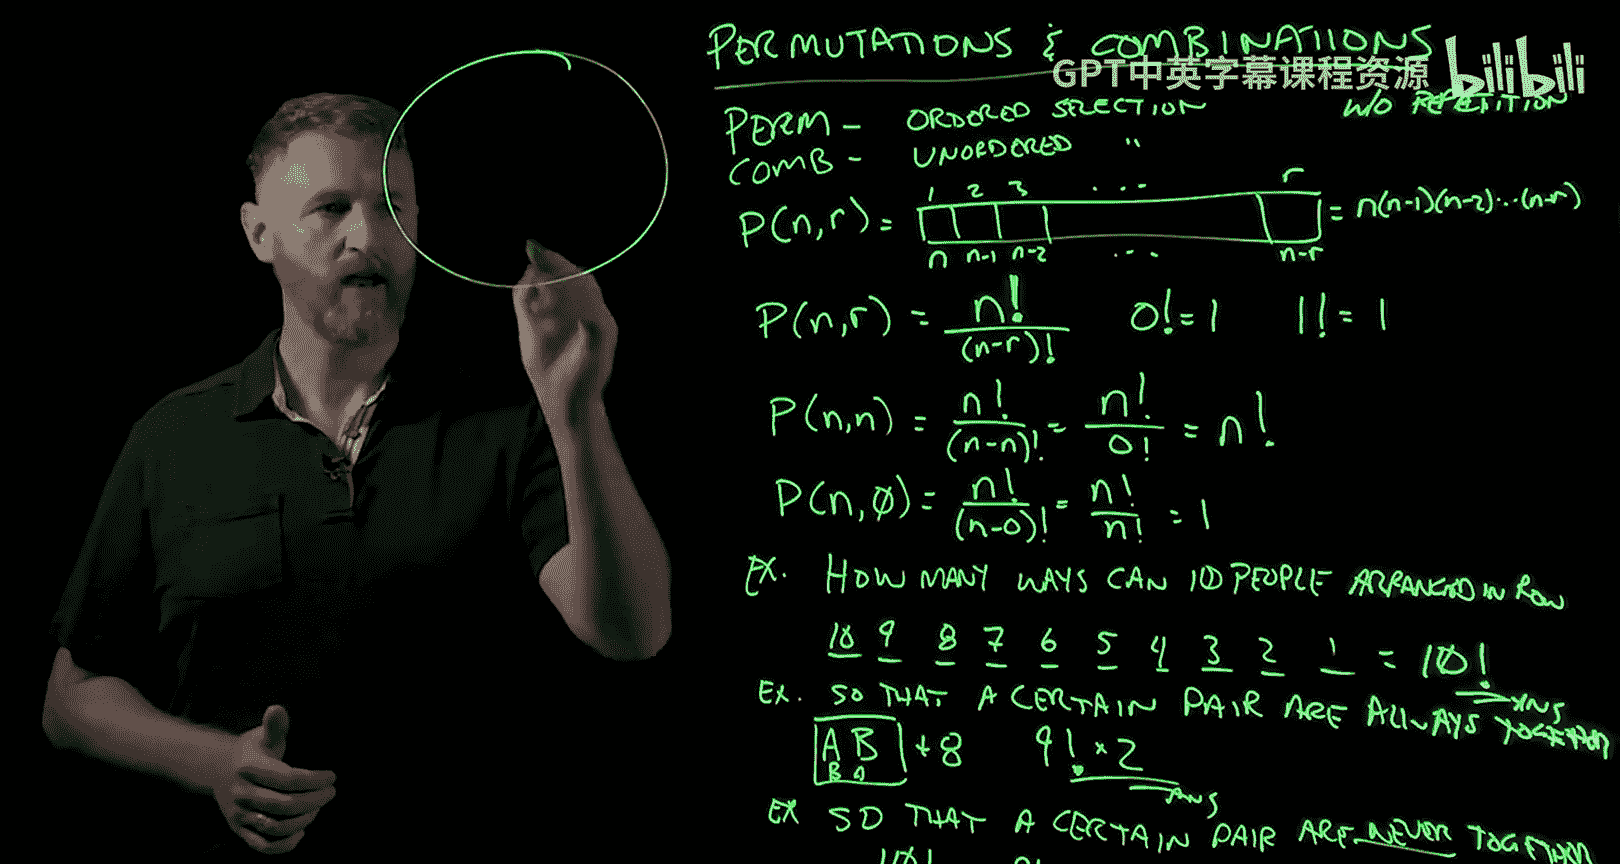 PERMUTATIONS & COMBINATIONS
GPT中英字幕课程资源 bilibili
PERM - ORDERED SELECTION W/O REPETITION
COMB - UNORDERED "
1 2 3 ... r
P(n,r) = = n(n-1)(n-2)...(n-r)
n n-1 n-2 ... n-r
P(n,r) = n!/(n-r)! 0! = 1 1! = 1
P(n,n) = n!/(n-n)! = n!/0! = n!
P(n,0) = n!/(n-0)! = n!/n! = 1
EX. HOW MANY WAYS CAN 10 PEOPLE ARRANGED IN ROW
10 9 8 7 6 5 4 3 2 1 = 10!
ANS
EX. SO THAT A CERTAIN PAIR ARE ALWAYS TOGETHER
AB + 8 9! × 2
BA
ANS
EX SO THAT A CERTAIN PAIR ARE NEVER TOGETHER
10!